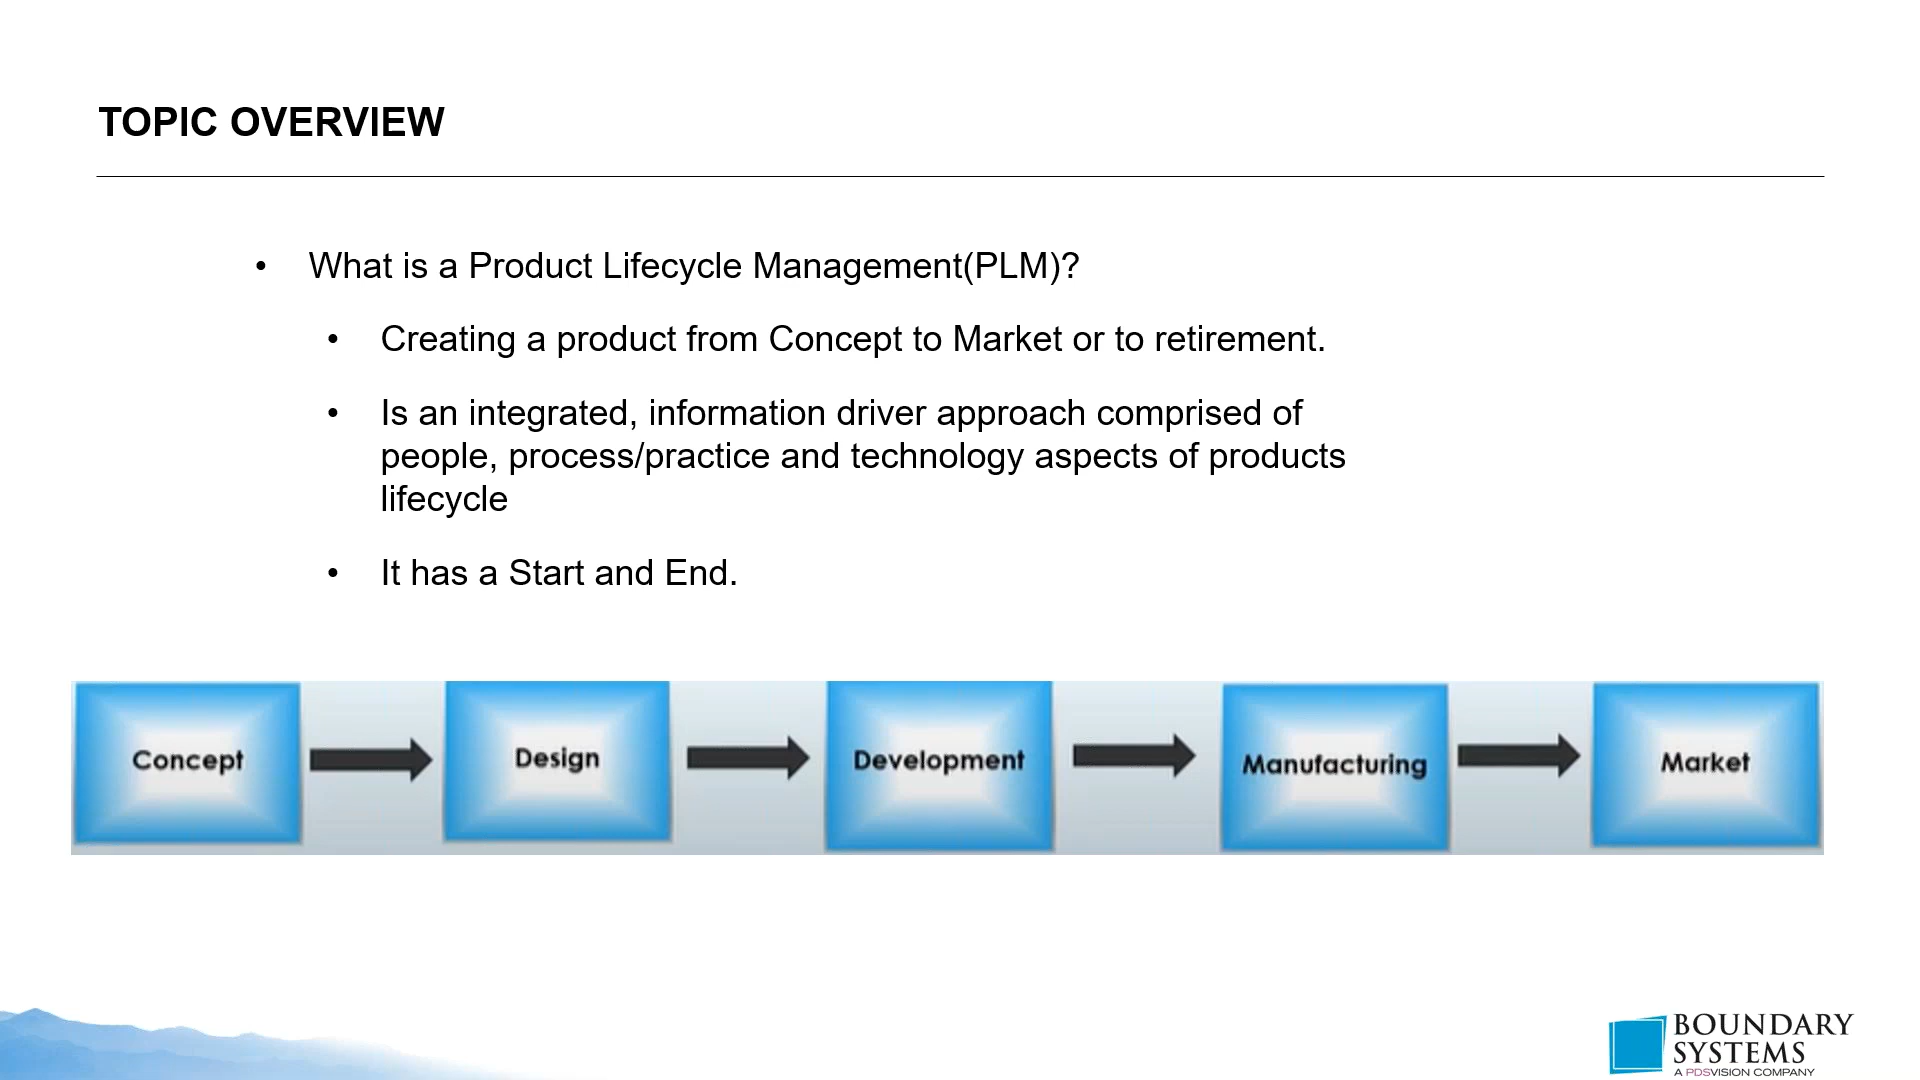 TOPIC OVERVIEW
• What is a Product Lifecycle Management(PLM)?
• Creating a product from Concept to Market or to retirement.
• Is an integrated, information driver approach comprised of
people, process/practice and technology aspects of products
lifecycle
• It has a Start and End.
Concept
Design
Development
Manufacturing
Market
BOUNDARY
SYSTEMS
A PDSVISION COMPANY